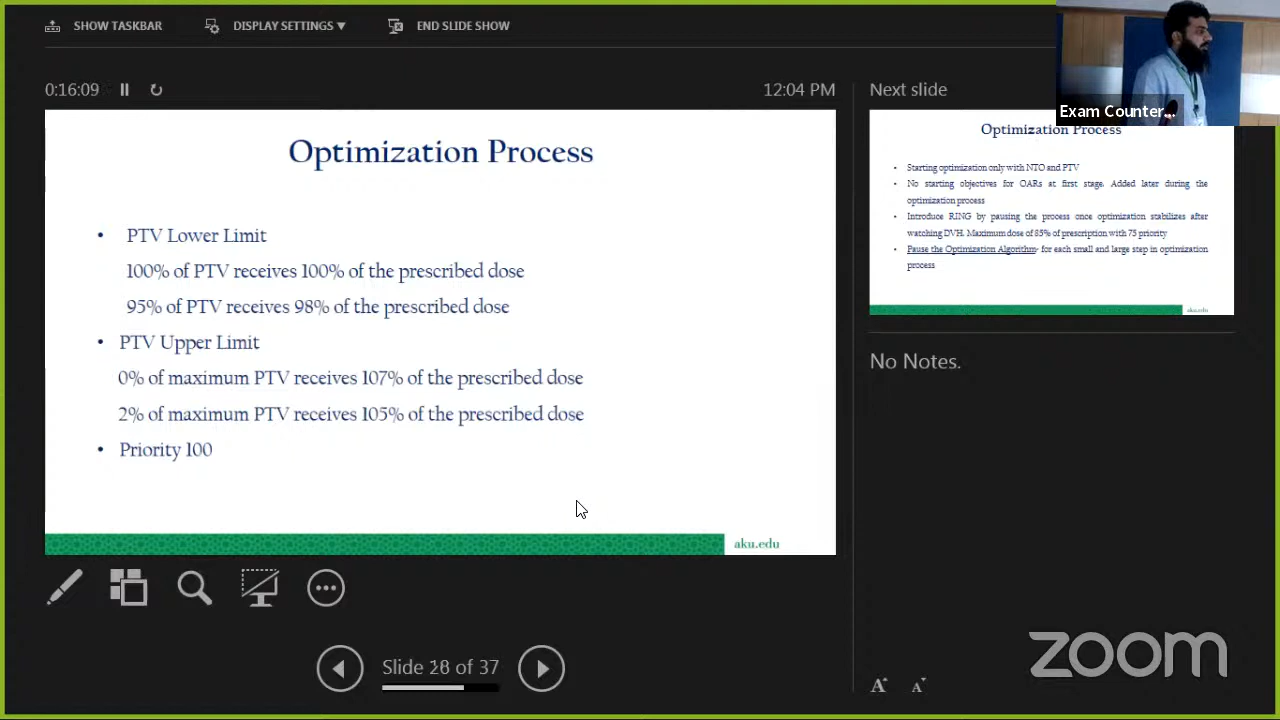 SHOW TASKBAR DISPLAY SETTINGS ▼ END SLIDE SHOW
0:16:09 12:04 PM
Optimization Process
• PTV Lower Limit
100% of PTV receives 100% of the prescribed dose
95% of PTV receives 98% of the prescribed dose
• PTV Upper Limit
0% of maximum PTV receives 107% of the prescribed dose
2% of maximum PTV receives 105% of the prescribed dose
• Priority 100
aku.edu
Slide 28 of 37
Next slide
Exam Counter...
Optimization Process
• Starting optimization only with NTO and PTV
• No starting objectives for OARs at first stage. Added later during the
optimization process
• Introduce RING by pausing the process once optimization stabilizes after
watching DVH. Maximum dose of 85% of prescription with 75 priority
• Pause the Optimization Algorithm- for each small and large step in optimization
process
aku.edu
No Notes.
A A
zoom